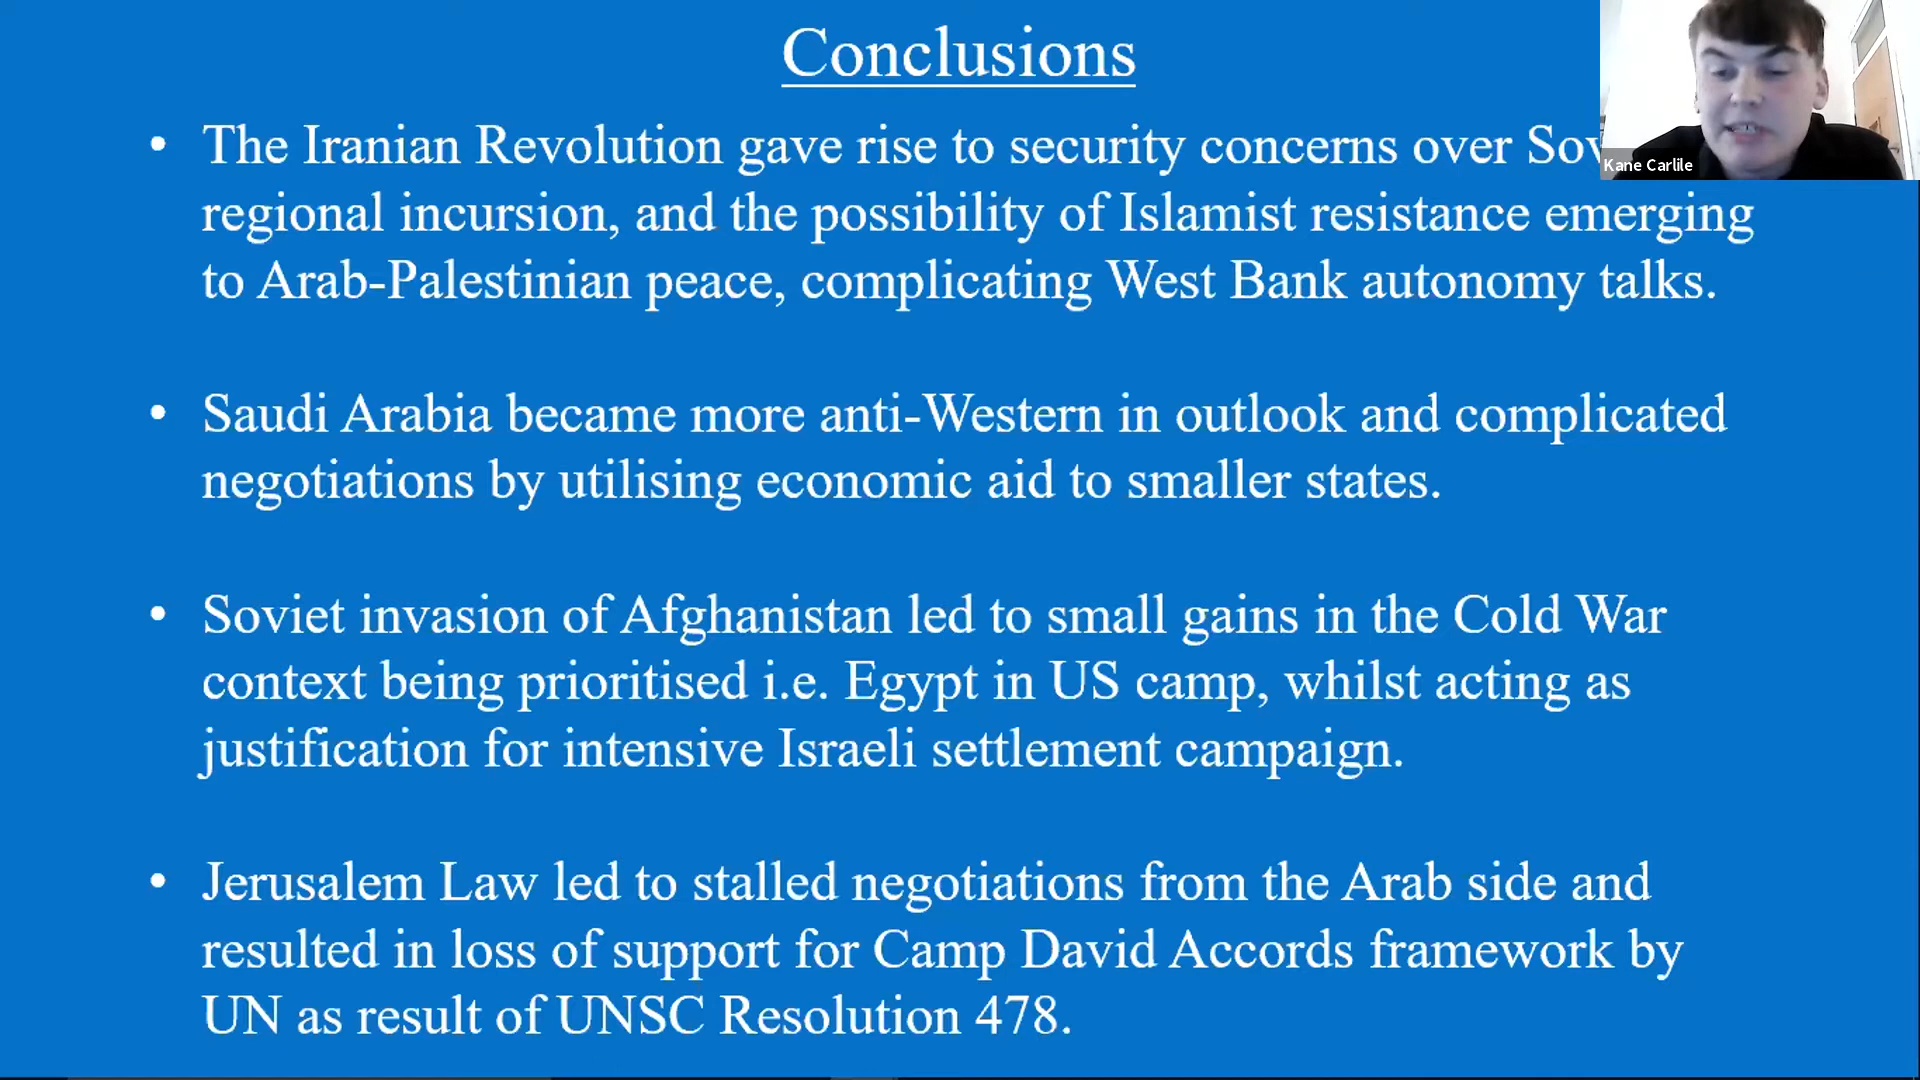 Conclusions
• The Iranian Revolution gave rise to security concerns over
Kane Carlile
regional incursion, and the possibility of Islamist resistance emerging
to Arab-Palestinian peace, complicating West Bank autonomy talks.
• Saudi Arabia became more anti-Western in outlook and complicated
negotiations by utilising economic aid to smaller states.
• Soviet invasion of Afghanistan led to small gains in the Cold War
context being prioritised i.e. Egypt in US camp, whilst acting as
justification for intensive Israeli settlement campaign.
• Jerusalem Law led to stalled negotiations from the Arab side and
resulted in loss of support for Camp David Accords framework by
UN as result of UNSC Resolution 478.